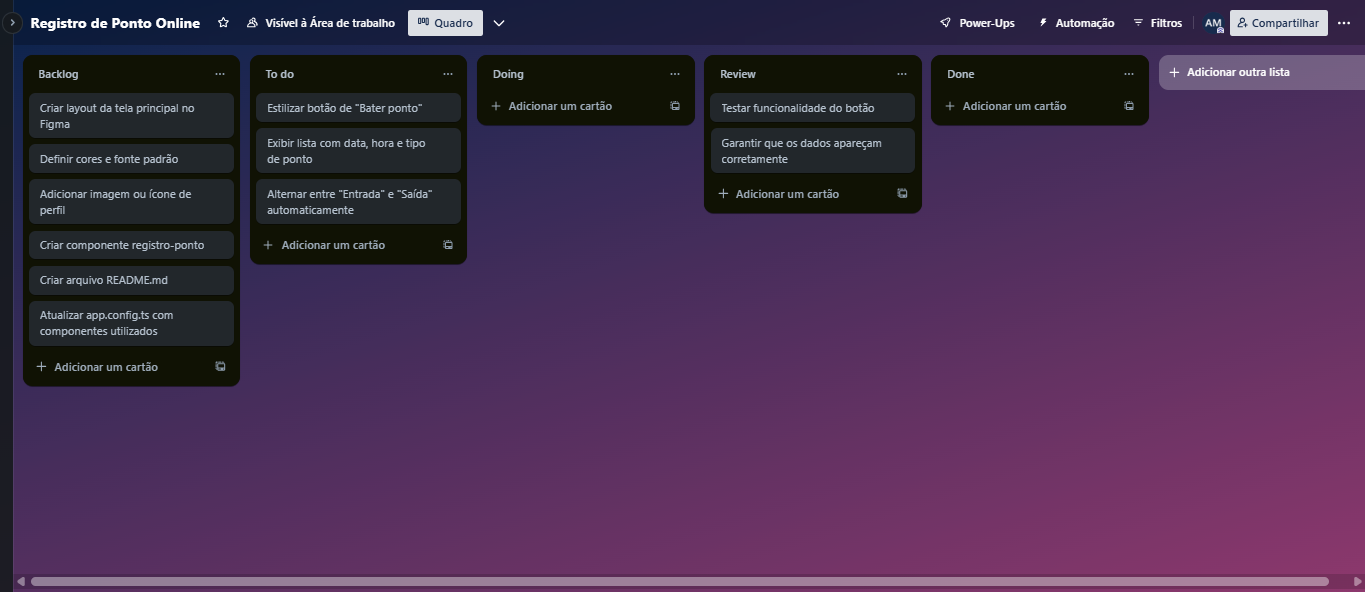 Registro de Ponto Online
Visível à Área de trabalho
Quadro
Power-Ups
Automação
Filtros
AM
Compartilhar
Backlog
Criar layout da tela principal no
Figma
Definir cores e fonte padrão
Adicionar imagem ou ícone de
perfil
Criar componente registro-ponto
Criar arquivo README.md
Atualizar app.config.ts com
componentes utilizados
Adicionar um cartão
To do
Estilizar botão de "Bater ponto"
Exibir lista com data, hora e tipo
de ponto
Alternar entre "Entrada" e "Saída"
automaticamente
Adicionar um cartão
Doing
Adicionar um cartão
Review
Testar funcionalidade do botão
Garantir que os dados apareçam
corretamente
Adicionar um cartão
Done
Adicionar um cartão
Adicionar outra lista